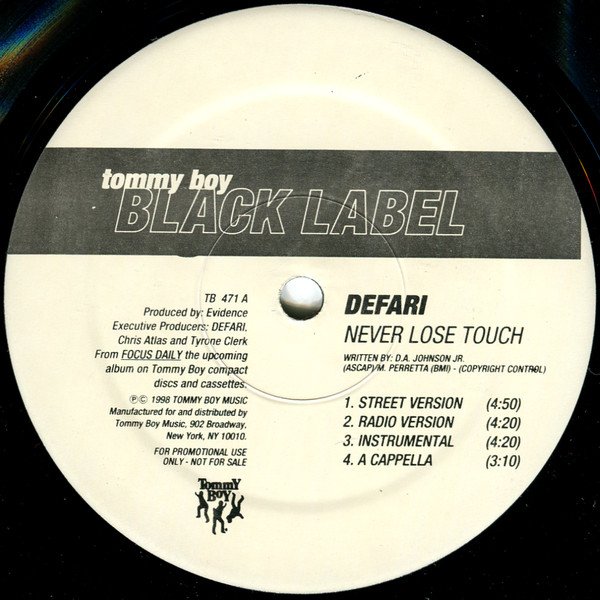 tommy boy
BLACK LABEL
TB 471 A
Produced by: Evidence
Executive Producers: DEFARI,
Chris Atlas and Tyrone Clerk
From FOCUS DAILY the upcoming
album on Tommy Boy compact
discs and cassettes.
℗© 1998 TOMMY BOY MUSIC
Manufactured for and distributed by
Tommy Boy Music, 902 Broadway,
New York, NY 10010.
FOR PROMOTIONAL USE
ONLY - NOT FOR SALE
TOMMY
BOY
DEFARI
NEVER LOSE TOUCH
WRITTEN BY: D.A. JOHNSON JR.
(ASCAP)/M. PERRETTA (BMI) - (COPYRIGHT CONTROL)
1. STREET VERSION (4:50)
2. RADIO VERSION (4:20)
3. INSTRUMENTAL (4:20)
4. A CAPPELLA (3:10)